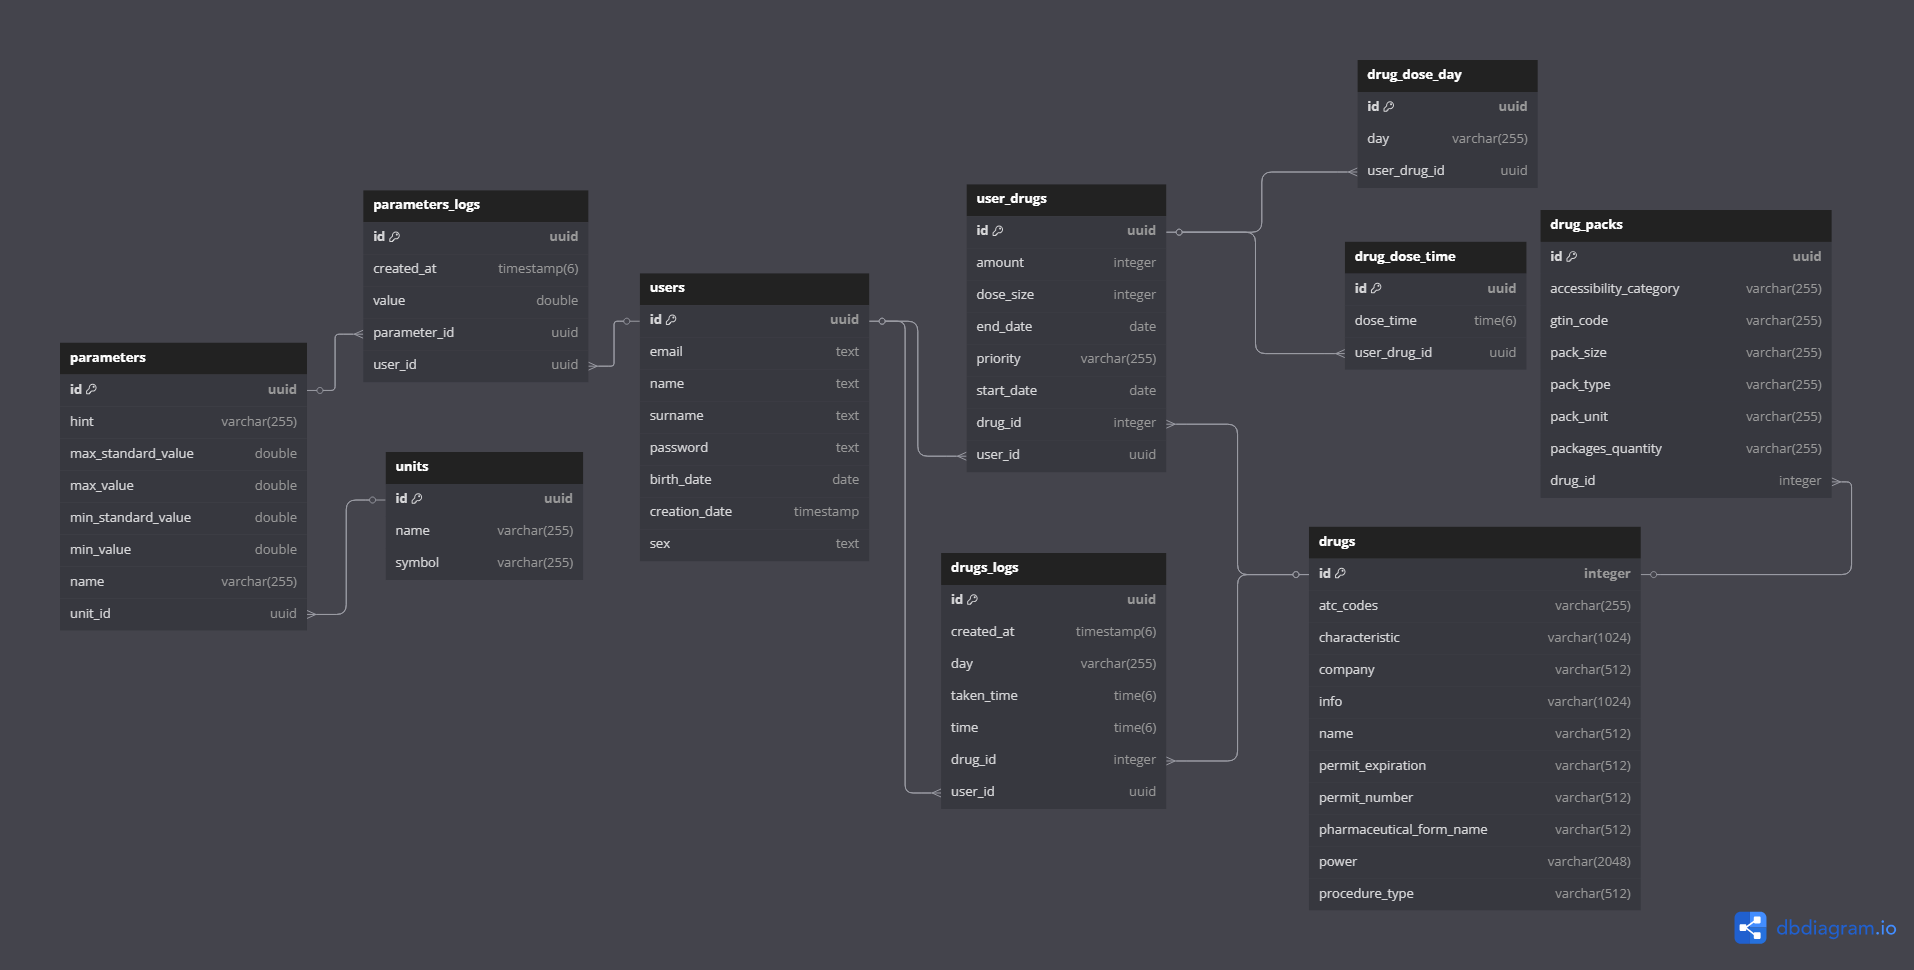 drug_dose_day
id uuid
day varchar(255)
user_drug_id uuid
parameters_logs
id uuid
created_at timestamp(6)
value double
parameter_id uuid
user_id uuid
user_drugs
id uuid
amount integer
dose_size integer
end_date date
priority varchar(255)
start_date date
drug_id integer
user_id uuid
drug_packs
id uuid
accessibility_category varchar(255)
gtin_code varchar(255)
pack_size varchar(255)
pack_type varchar(255)
pack_unit varchar(255)
packages_quantity varchar(255)
drug_id integer
drug_dose_time
id uuid
dose_time time(6)
user_drug_id uuid
users
id uuid
email text
name text
surname text
password text
birth_date date
creation_date timestamp
sex text
parameters
id uuid
hint varchar(255)
max_standard_value double
max_value double
min_standard_value double
min_value double
name varchar(255)
unit_id uuid
units
id uuid
name varchar(255)
symbol varchar(255)
drugs_logs
id uuid
created_at timestamp(6)
day varchar(255)
taken_time time(6)
time time(6)
drug_id integer
user_id uuid
drugs
id integer
atc_codes varchar(255)
characteristic varchar(1024)
company varchar(512)
info varchar(1024)
name varchar(512)
permit_expiration varchar(512)
permit_number varchar(512)
pharmaceutical_form_name varchar(512)
power varchar(2048)
procedure_type varchar(512)
dbdiagram.io